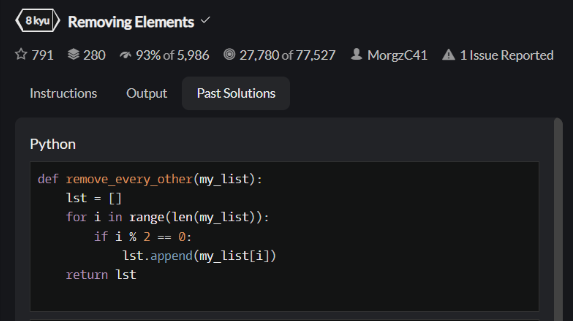 8 kyu Removing Elements
791 280 93% of 5,986 27,780 of 77,527 MorgzC41 1 Issue Reported
Instructions Output Past Solutions
Python
def remove_every_other(my_list):
    lst = []
    for i in range(len(my_list)):
        if i % 2 == 0:
            lst.append(my_list[i])
    return lst